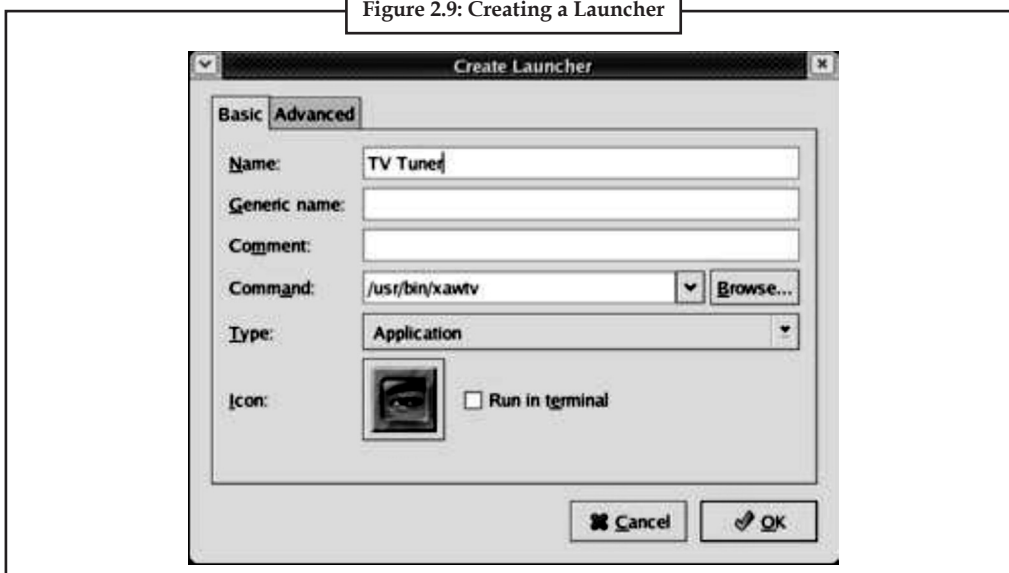 Figure 2.9: Creating a Launcher
Create Launcher
Basic Advanced
Name: TV Tuner
Generic name:
Comment:
Command: /usr/bin/xawtv Browse...
Type: Application
Icon: Run in terminal
Cancel OK